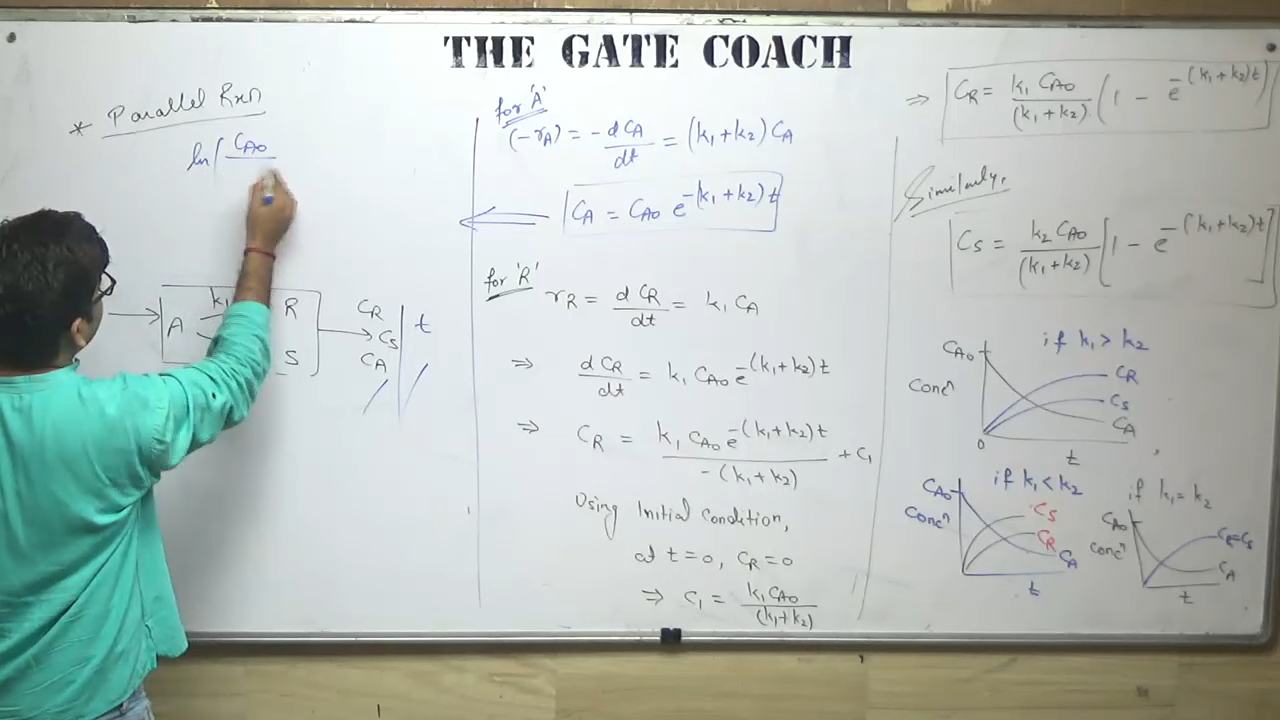 THE GATE COACH
* Parallel Rxn
ln( CA0
A k1 R
S
CR
CS
CA
t
for 'A'
(-rA) = -dCA/dt = (k1+k2) CA
CA = CA0 e^-(k1+k2)t
for 'R'
rR = dCR/dt = k1 CA
⇒ dCR/dt = k1 CA0 e^-(k1+k2)t
⇒ CR = k1 CA0 e^-(k1+k2)t / -(k1+k2) + C1
Using Initial Condition,
at t=0, CR=0
⇒ C1 = k1 CA0/(k1+k2)
⇒ CR = k1 CA0/(k1+k2) (1 - e^-(k1+k2)t)
Similarly,
CS = k2 CA0/(k1+k2) [1 - e^-(k1+k2)t]
if k1 > k2
CA0
Concⁿ
CR
CS
CA
0
t
if k1 < k2
CA0
Concⁿ
CS
CR
CA
t
if k1 = k2
CA0
Concⁿ
CR=CS
CA
t